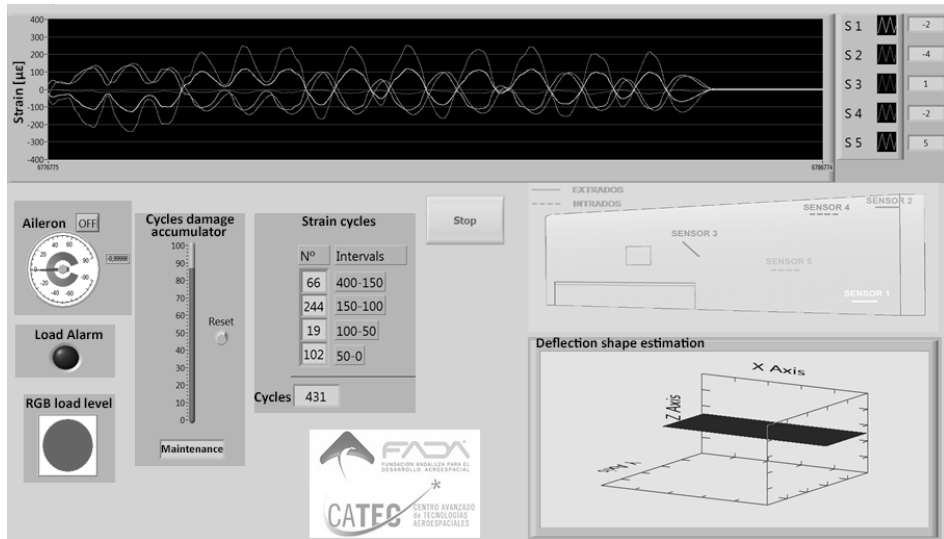 400
300
200
100
0
-100
-200
-300
-400
Strain [µε]
6776775
6786774
S 1
-2
S 2
-4
S 3
1
S 4
-2
S 5
5
Aileron
OFF
-0,99998
Load Alarm
RGB load level
Cycles damage
accumulator
100
90
80
70
60
50
40
30
20
10
0
Reset
Maintenance
Strain cycles
Nº Intervals
66 400-150
244 150-100
19 100-50
102 50-0
Cycles 431
Stop
EXTRADOS
INTRADOS
SENSOR 4
SENSOR 2
SENSOR 3
SENSOR 5
SENSOR 1
Deflection shape estimation
X Axis
Z Axis
FADA
FUNDACIÓN ANDALUZA PARA EL
DESARROLLO AEROESPACIAL
CATEC
CENTRO AVANZADO
de TECNOLOGÍAS
AEROESPACIALES